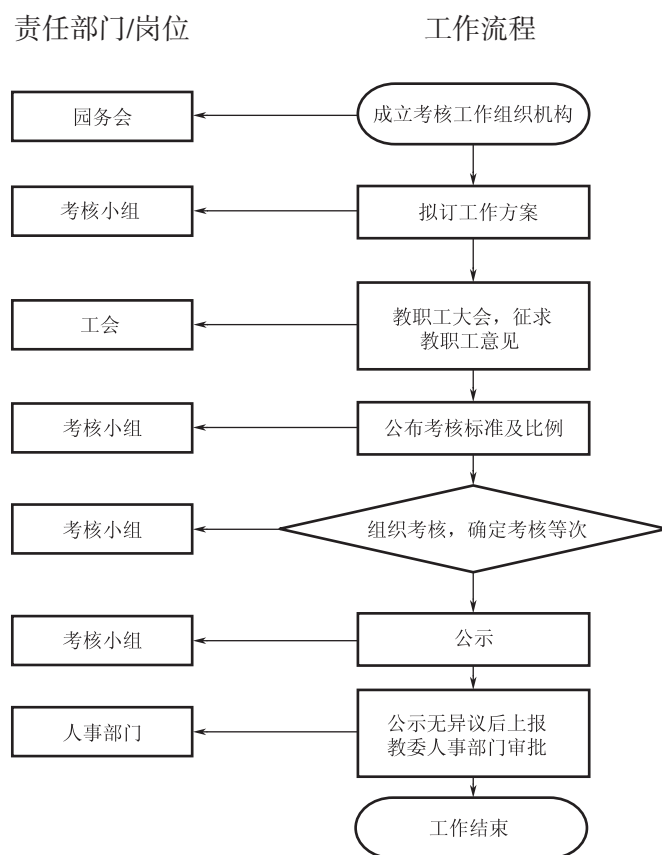 责任部门/岗位
工作流程
园务会
成立考核工作组织机构
考核小组
拟订工作方案
工会
教职工大会，征求
教职工意见
考核小组
公布考核标准及比例
考核小组
组织考核，确定考核等次
考核小组
公示
人事部门
公示无异议后上报
教委人事部门审批
工作结束